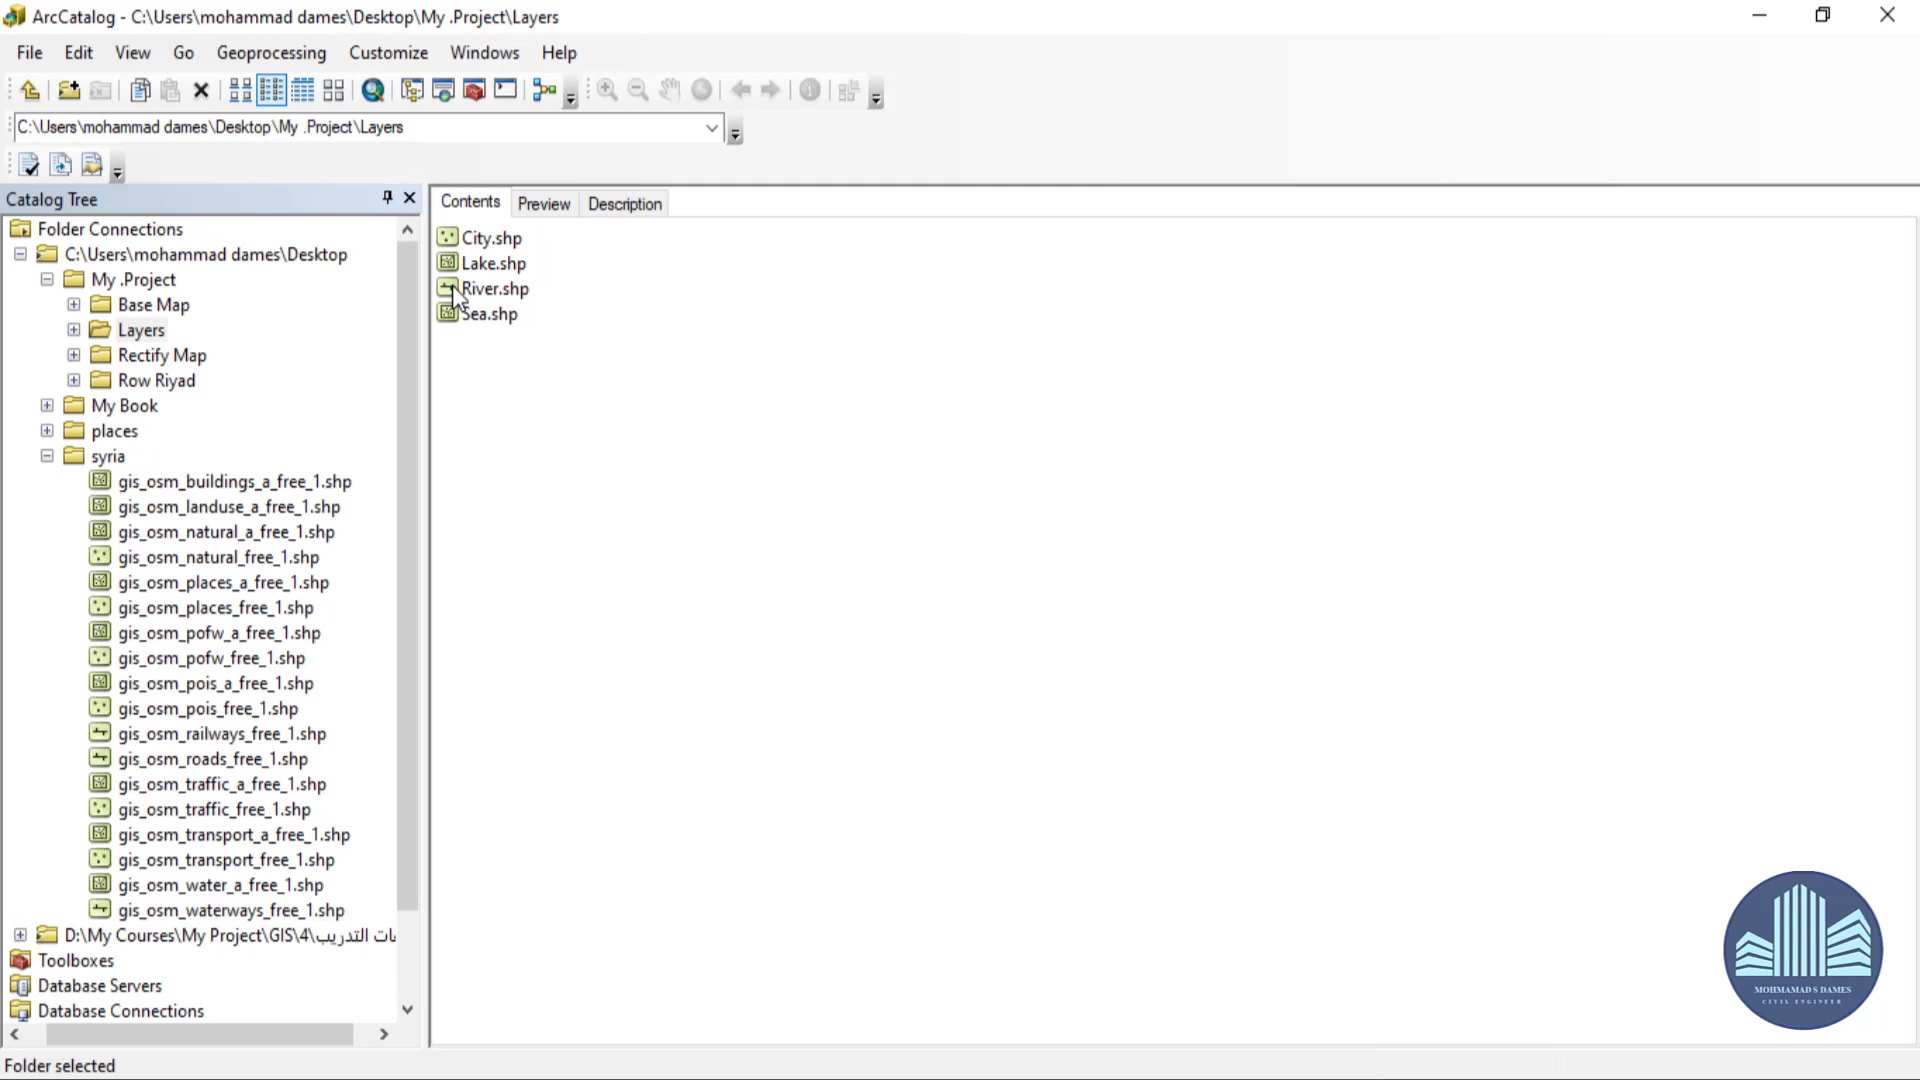 ArcCatalog - C:\Users\mohammad dames\Desktop\My .Project\Layers
File Edit View Go Geoprocessing Customize Windows Help
C:\Users\mohammad dames\Desktop\My .Project\Layers
Catalog Tree
Folder Connections
C:\Users\mohammad dames\Desktop
My .Project
Base Map
Layers
Rectify Map
Row Riyad
My Book
places
syria
gis_osm_buildings_a_free_1.shp
gis_osm_landuse_a_free_1.shp
gis_osm_natural_a_free_1.shp
gis_osm_natural_free_1.shp
gis_osm_places_a_free_1.shp
gis_osm_places_free_1.shp
gis_osm_pofw_a_free_1.shp
gis_osm_pofw_free_1.shp
gis_osm_pois_a_free_1.shp
gis_osm_pois_free_1.shp
gis_osm_railways_free_1.shp
gis_osm_roads_free_1.shp
gis_osm_traffic_a_free_1.shp
gis_osm_traffic_free_1.shp
gis_osm_transport_a_free_1.shp
gis_osm_transport_free_1.shp
gis_osm_water_a_free_1.shp
gis_osm_waterways_free_1.shp
D:\My Courses\My Project\GIS\4\التدريب
Toolboxes
Database Servers
Database Connections
Contents Preview Description
City.shp
Lake.shp
River.shp
Sea.shp
MOHMAMAD S DAMES
CIVIL ENGINEER
Folder selected